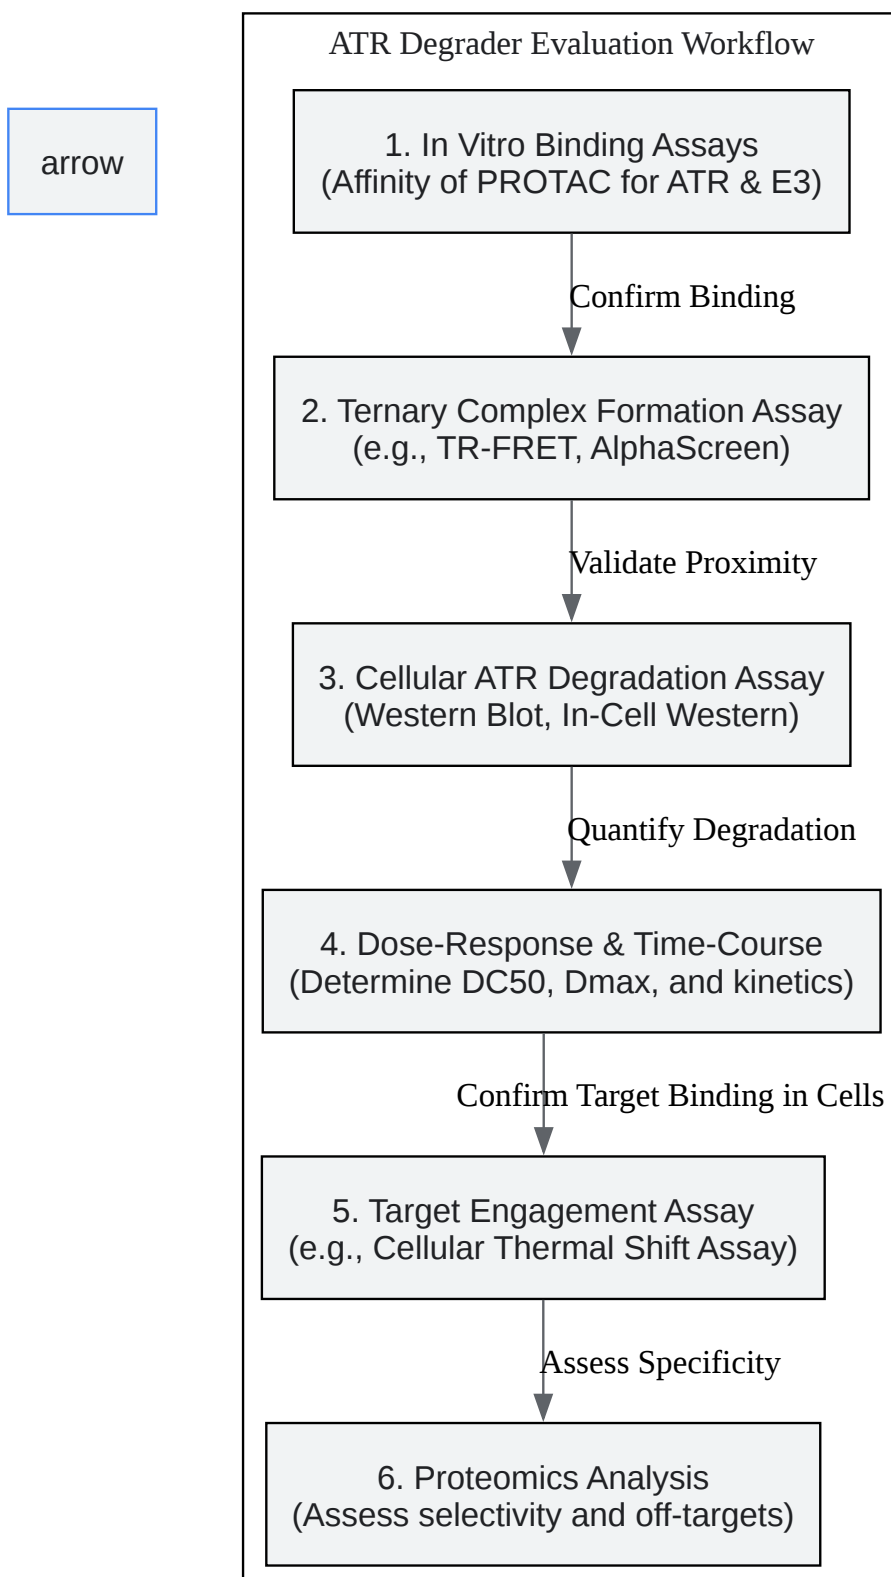 ATR Degrader Evaluation Workflow
arrow
1. In Vitro Binding Assays
(Affinity of PROTAC for ATR & E3)
Confirm Binding
2. Ternary Complex Formation Assay
(e.g., TR-FRET, AlphaScreen)
Validate Proximity
3. Cellular ATR Degradation Assay
(Western Blot, In-Cell Western)
Quantify Degradation
4. Dose-Response & Time-Course
(Determine DC50, Dmax, and kinetics)
Confirm Target Binding in Cells
5. Target Engagement Assay
(e.g., Cellular Thermal Shift Assay)
Assess Specificity
6. Proteomics Analysis
(Assess selectivity and off-targets)